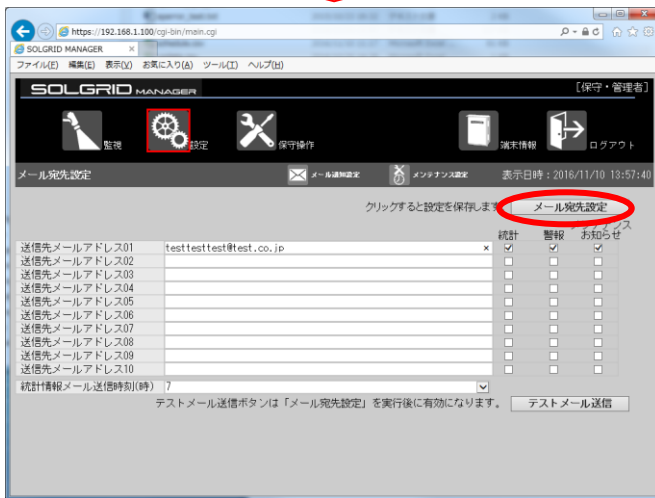 https://192.168.1.100/cgi-bin/main.cgi
SOLGRID MANAGER
ファイル(F) 編集(E) 表示(V) お気に入り(A) ツール(T) ヘルプ(H)
SOLGRID MANAGER
[保守・管理者]
監視 設定 保守操作 端末情報 ログアウト
メール宛先設定 メール通知設定 メンテナンス設定 表示日時:2016/11/10 13:57:40
クリックすると設定を保存します メール宛先設定
統計 警報 メンテナンスお知らせ
送信先メールアドレス01 testtesttest@test.co.jp ×
送信先メールアドレス02
送信先メールアドレス03
送信先メールアドレス04
送信先メールアドレス05
送信先メールアドレス06
送信先メールアドレス07
送信先メールアドレス08
送信先メールアドレス09
送信先メールアドレス10
統計情報メール送信時刻(時) 7
テストメール送信ボタンは「メール宛先設定」を実行後に有効になります。 テストメール送信